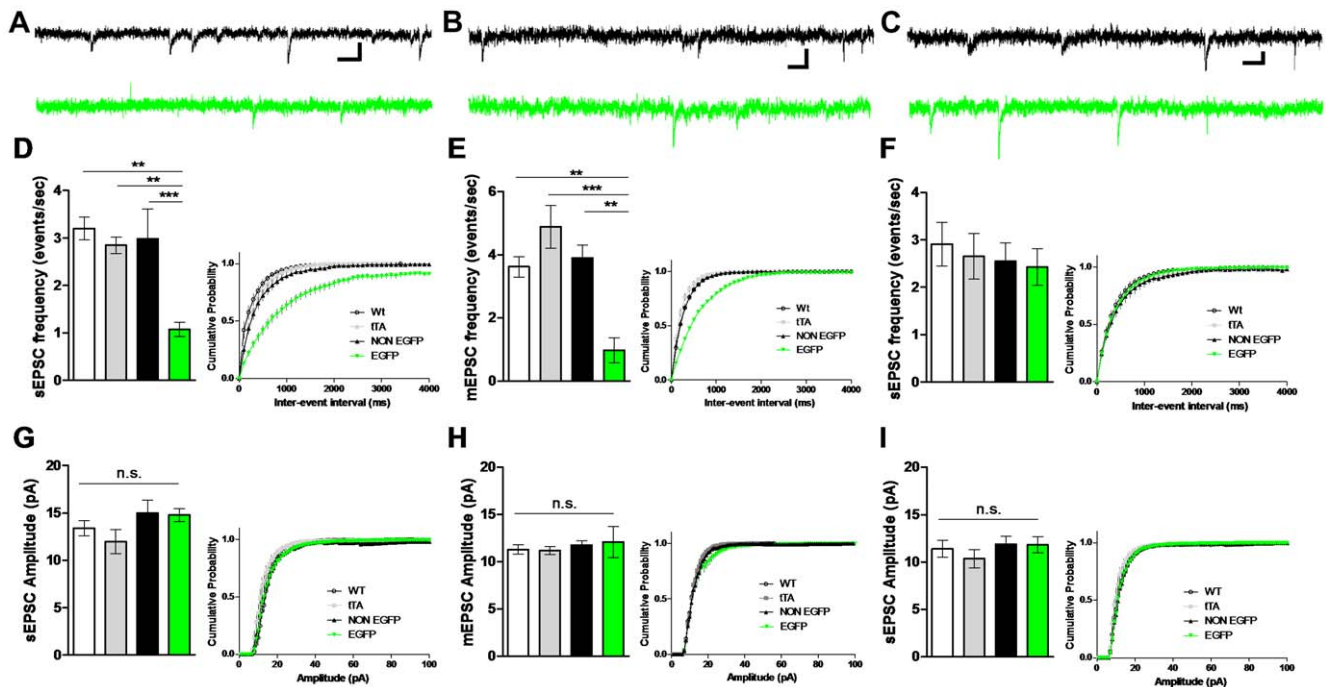 A
B
C
D
**
**
***
sEPSC frequency (events/sec)
4
3
2
1
0
Cumulative Probability
1.0
0.5
0.0
0
1000
2000
3000
4000
Inter-event interval (ms)
Wt
tTA
NON EGFP
EGFP
E
**
***
**
mEPSC frequency (events/sec)
6
4
2
0
Cumulative Probability
1.0
0.5
0.0
0
1000
2000
3000
4000
Inter-event interval (ms)
Wt
tTA
NON EGFP
EGFP
F
sEPSC frequency (events/sec)
4
3
2
1
0
Cumulative Probability
1.0
0.5
0.0
0
1000
2000
3000
4000
Inter-event interval (ms)
Wt
tTA
NON EGFP
EGFP
G
n.s.
sEPSC Amplitude (pA)
20
15
10
5
0
Cumulative Probability
1.0
0.5
0.0
0
20
40
60
80
100
Amplitude (pA)
WT
tTA
NON EGFP
EGFP
H
n.s.
mEPSC Amplitude (pA)
20
15
10
5
0
Cumulative Probability
1.0
0.5
0.0
20
40
60
80
100
Amplitude (pA)
WT
tTA
NON EGFP
EGFP
I
n.s.
sEPSC Amplitude (pA)
20
15
10
5
0
Cumulative Probability
1.0
0.5
0.0
0
20
40
60
80
100
Amplitude (pA)
WT
tTA
NON EGFP
EGFP